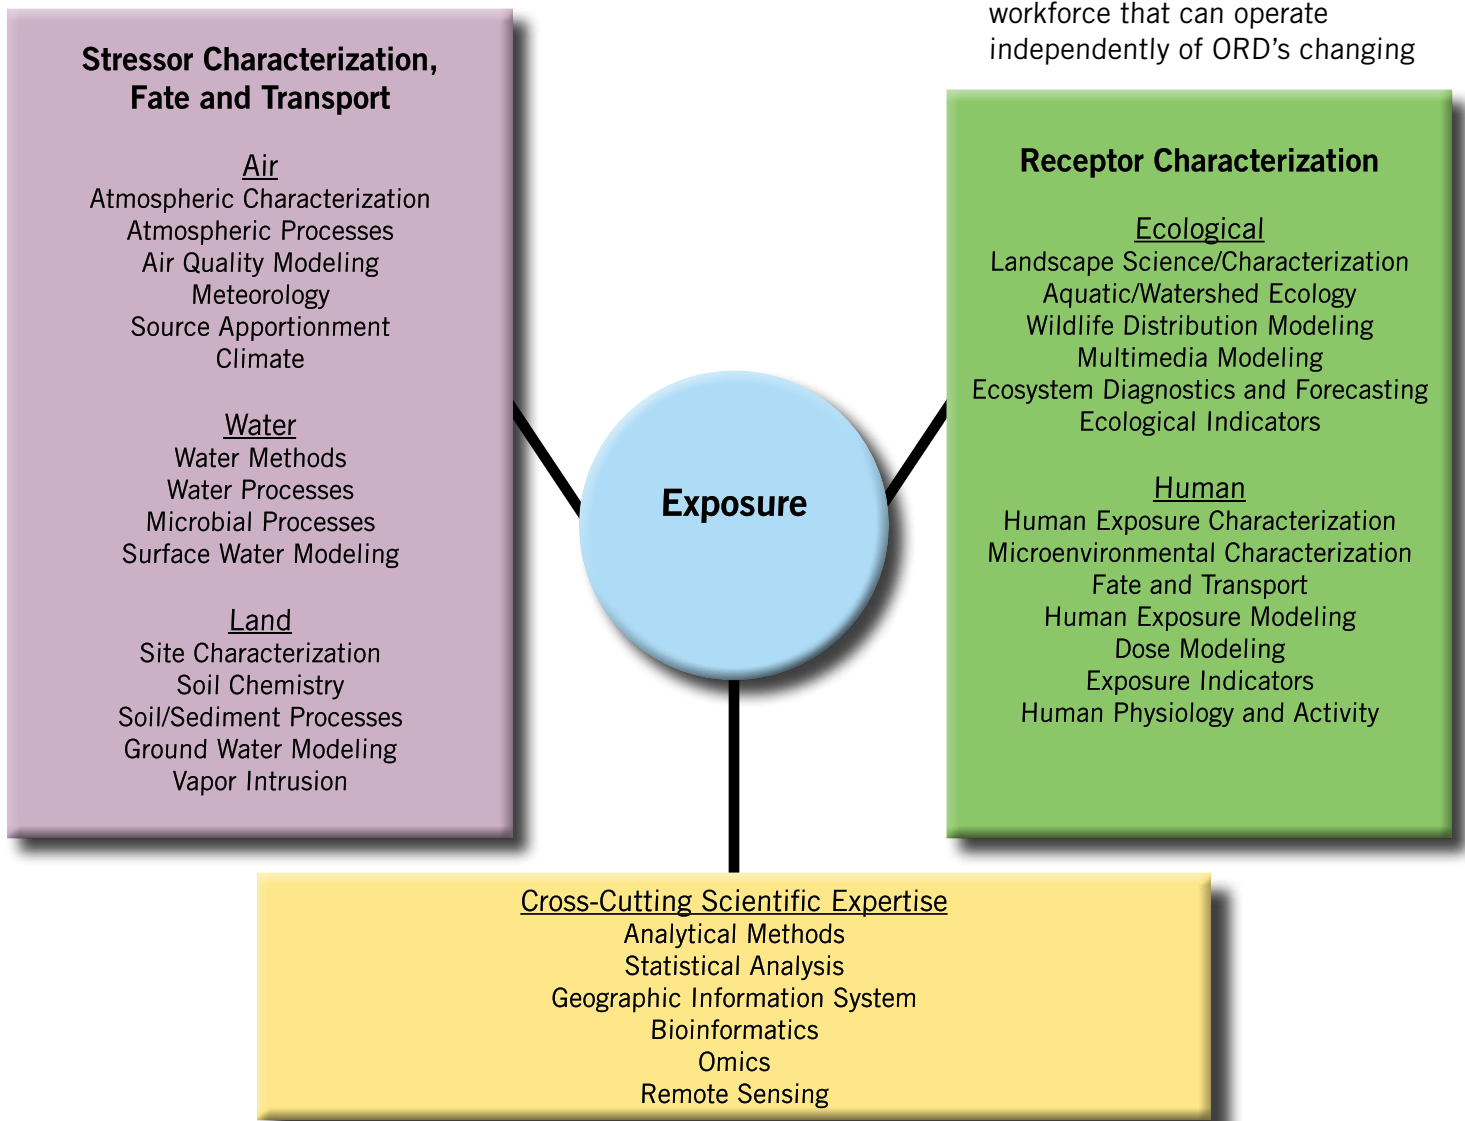 workforce that can operate
independently of ORD's changing
Stressor Characterization,
Fate and Transport
Air
Atmospheric Characterization
Atmospheric Processes
Air Quality Modeling
Meteorology
Source Apportionment
Climate
Water
Water Methods
Water Processes
Microbial Processes
Surface Water Modeling
Land
Site Characterization
Soil Chemistry
Soil/Sediment Processes
Ground Water Modeling
Vapor Intrusion
Exposure
Receptor Characterization
Ecological
Landscape Science/Characterization
Aquatic/Watershed Ecology
Wildlife Distribution Modeling
Multimedia Modeling
Ecosystem Diagnostics and Forecasting
Ecological Indicators
Human
Human Exposure Characterization
Microenvironmental Characterization
Fate and Transport
Human Exposure Modeling
Dose Modeling
Exposure Indicators
Human Physiology and Activity
Cross-Cutting Scientific Expertise
Analytical Methods
Statistical Analysis
Geographic Information System
Bioinformatics
Omics
Remote Sensing